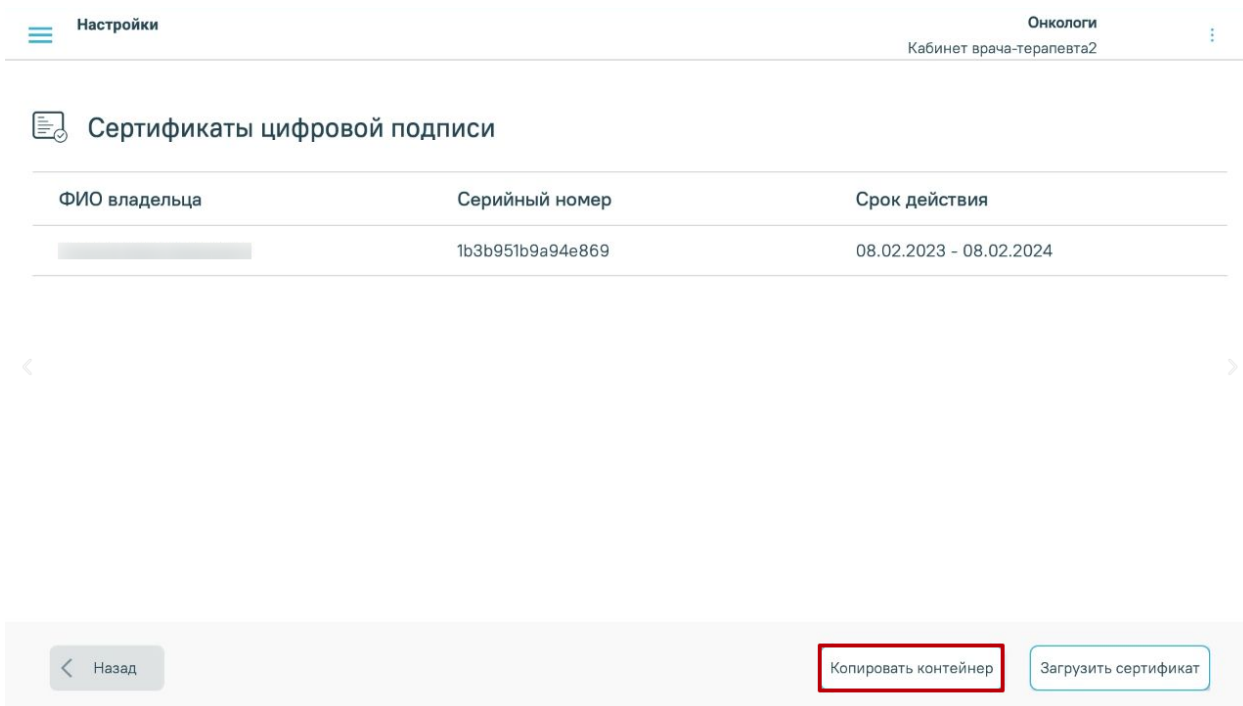 Настройки
Онкологи
Кабинет врача-терапевта2
Сертификаты цифровой подписи
ФИО владельца Серийный номер Срок действия
1b3b951b9a94e869 08.02.2023 - 08.02.2024
Назад Копировать контейнер Загрузить сертификат